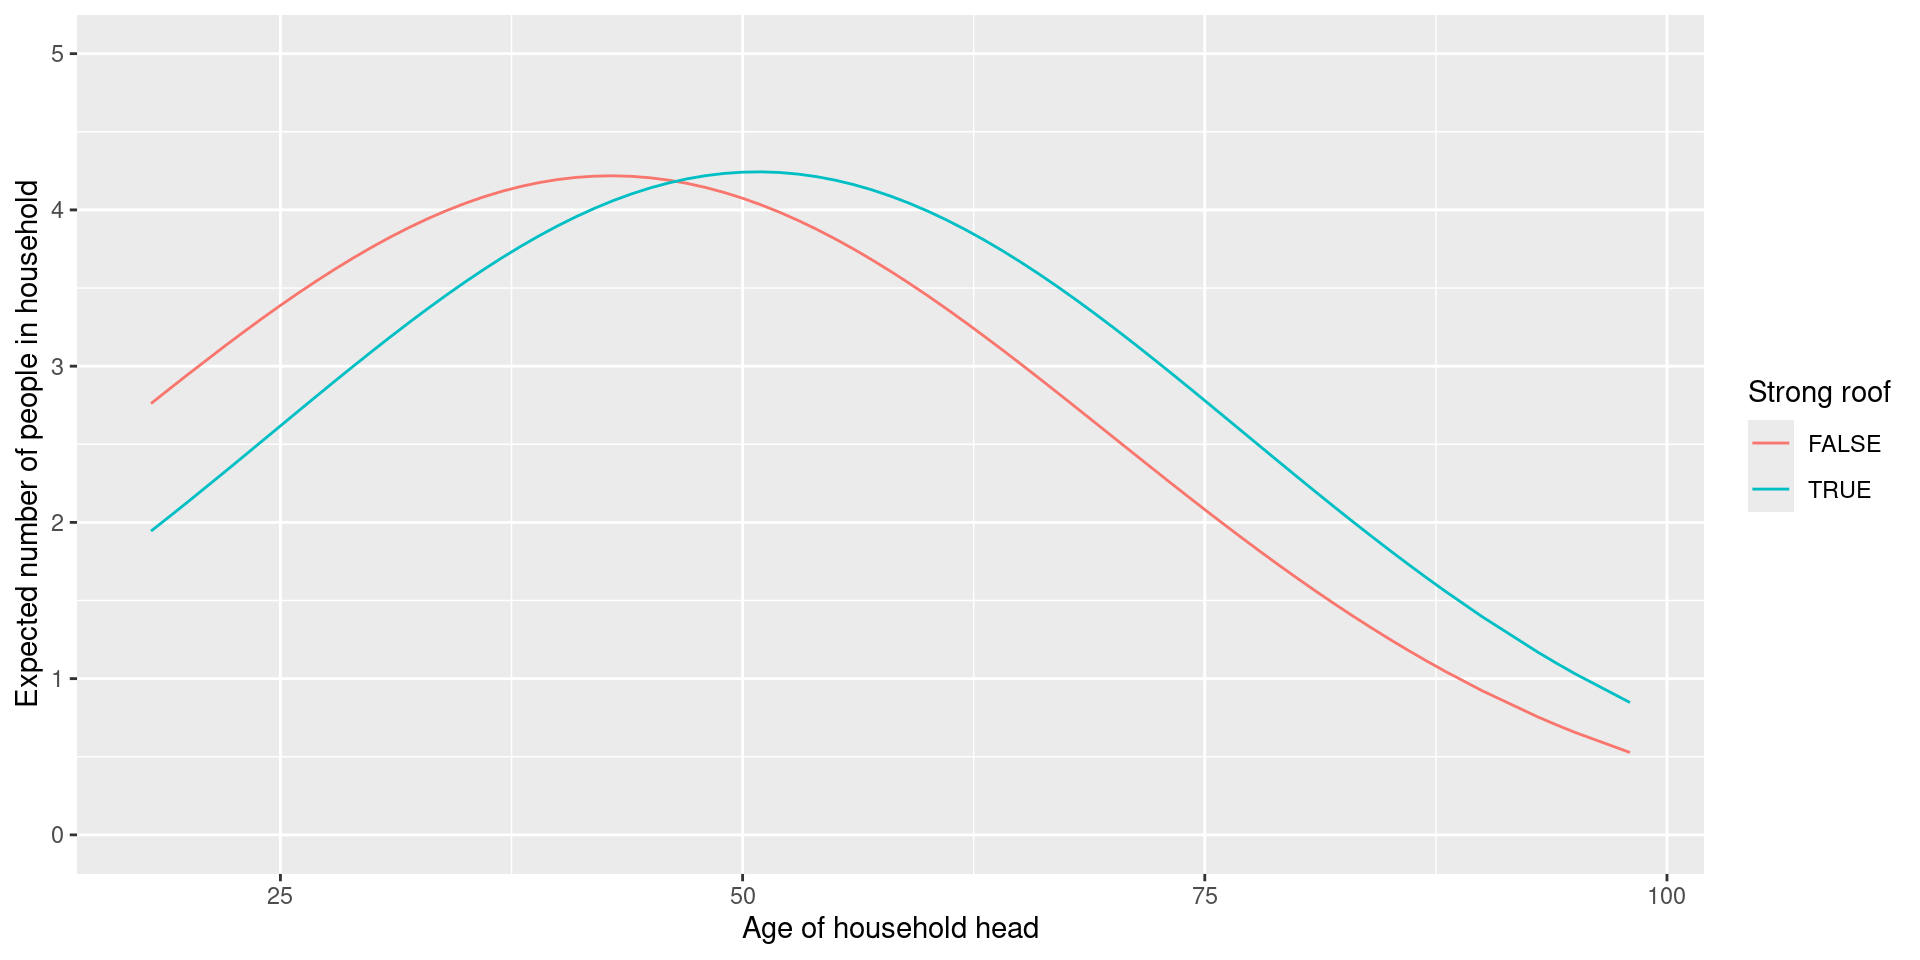 Expected number of people in household
5
4
3
2
1
0
25 50 75 100
Age of household head
Strong roof
FALSE
TRUE